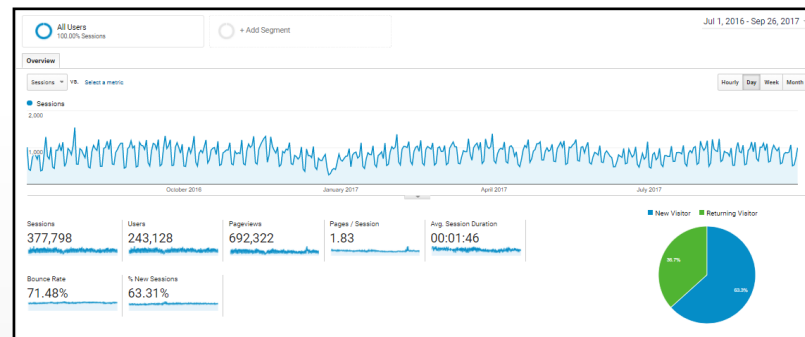 All Users
100.00% Sessions
+ Add Segment
Jul 1, 2016 - Sep 26, 2017
Overview
Sessions vs. Select a metric
Hourly Day Week Month
Sessions
2,000
1,000
October 2016 January 2017 April 2017 July 2017
New Visitor Returning Visitor
Sessions Users Pageviews Pages / Session Avg. Session Duration
377,798 243,128 692,322 1.83 00:01:46
Bounce Rate % New Sessions
71.48% 63.31%
63.3%